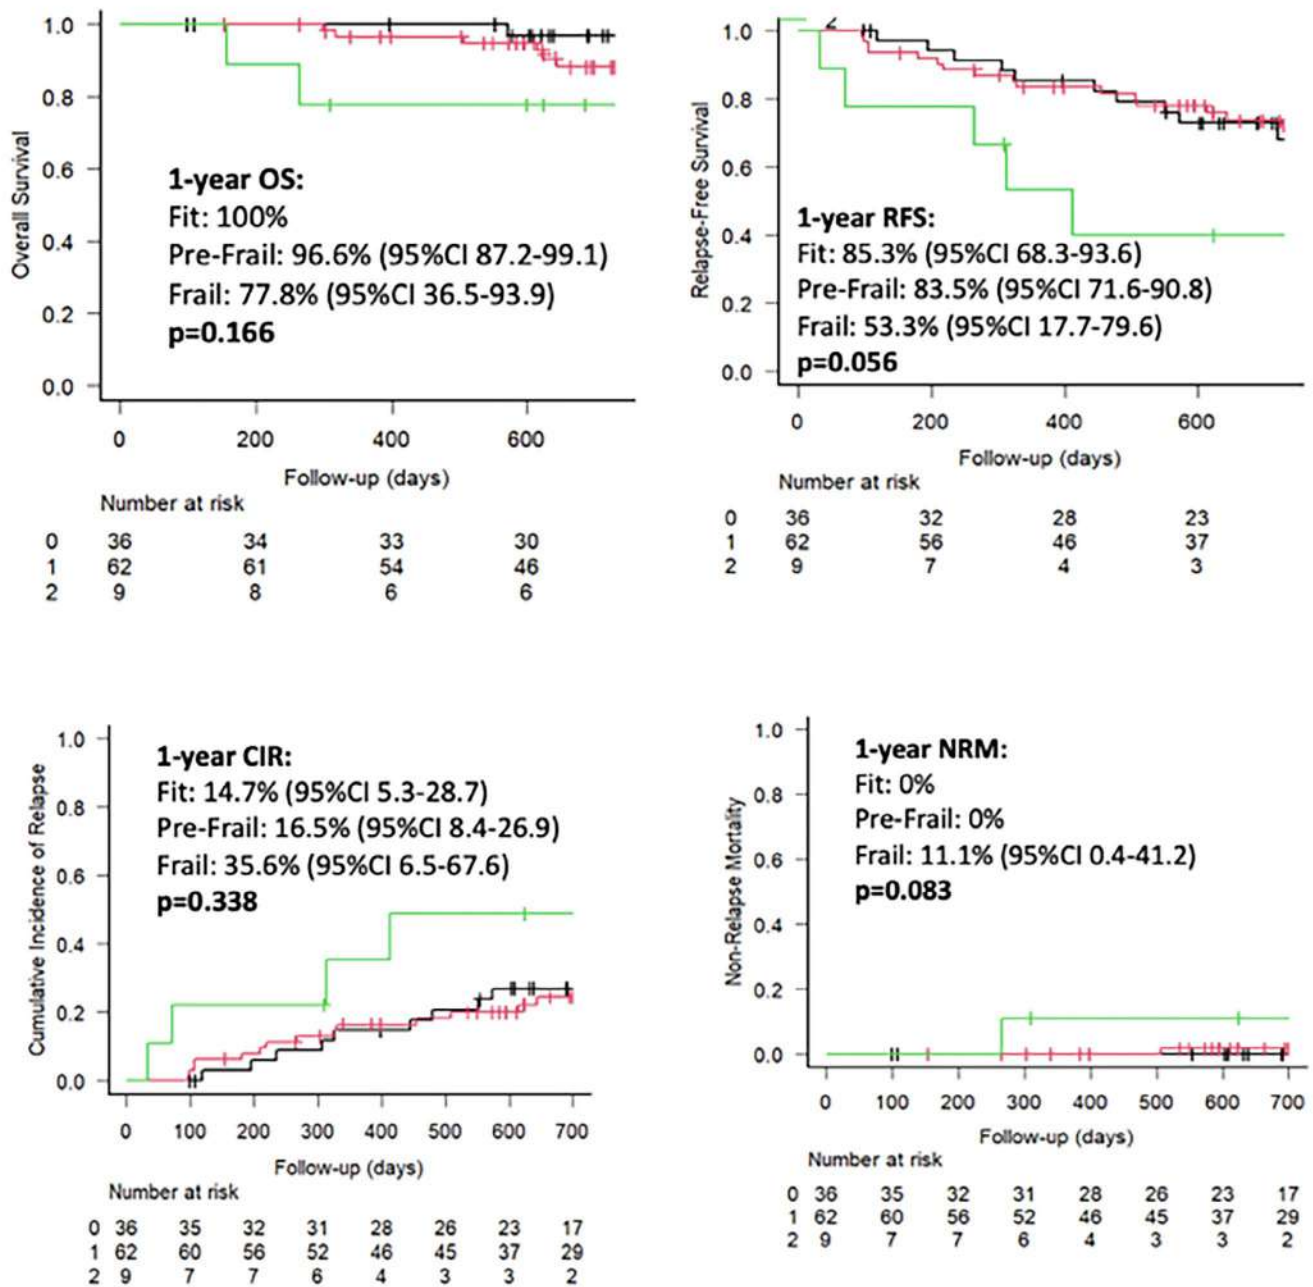 1.0
0.8
0.6
0.4
0.2
0.0
Overall Survival
1-year OS:
Fit: 100%
Pre-Frail: 96.6% (95%CI 87.2-99.1)
Frail: 77.8% (95%CI 36.5-93.9)
p=0.166
0 200 400 600
Follow-up (days)
Number at risk
0 36 34 33 30
1 62 61 54 46
2 9 8 6 6
1.0
0.8
0.6
0.4
0.2
0.0
Relapse-Free Survival
1-year RFS:
Fit: 85.3% (95%CI 68.3-93.6)
Pre-Frail: 83.5% (95%CI 71.6-90.8)
Frail: 53.3% (95%CI 17.7-79.6)
p=0.056
0 200 400 600
Follow-up (days)
Number at risk
0 36 32 28 23
1 62 56 46 37
2 9 7 4 3
1.0
0.8
0.6
0.4
0.2
0.0
Cumulative Incidence of Relapse
1-year CIR:
Fit: 14.7% (95%CI 5.3-28.7)
Pre-Frail: 16.5% (95%CI 8.4-26.9)
Frail: 35.6% (95%CI 6.5-67.6)
p=0.338
0 100 200 300 400 500 600 700
Follow-up (days)
Number at risk
0 36 35 32 31 28 26 23 17
1 62 60 56 52 46 45 37 29
2 9 7 7 6 4 3 3 2
1.0
0.8
0.6
0.4
0.2
0.0
Non-Relapse Mortality
1-year NRM:
Fit: 0%
Pre-Frail: 0%
Frail: 11.1% (95%CI 0.4-41.2)
p=0.083
0 100 200 300 400 500 600 700
Follow-up (days)
Number at risk
0 36 35 32 31 28 26 23 17
1 62 60 56 52 46 45 37 29
2 9 7 7 6 4 3 3 2